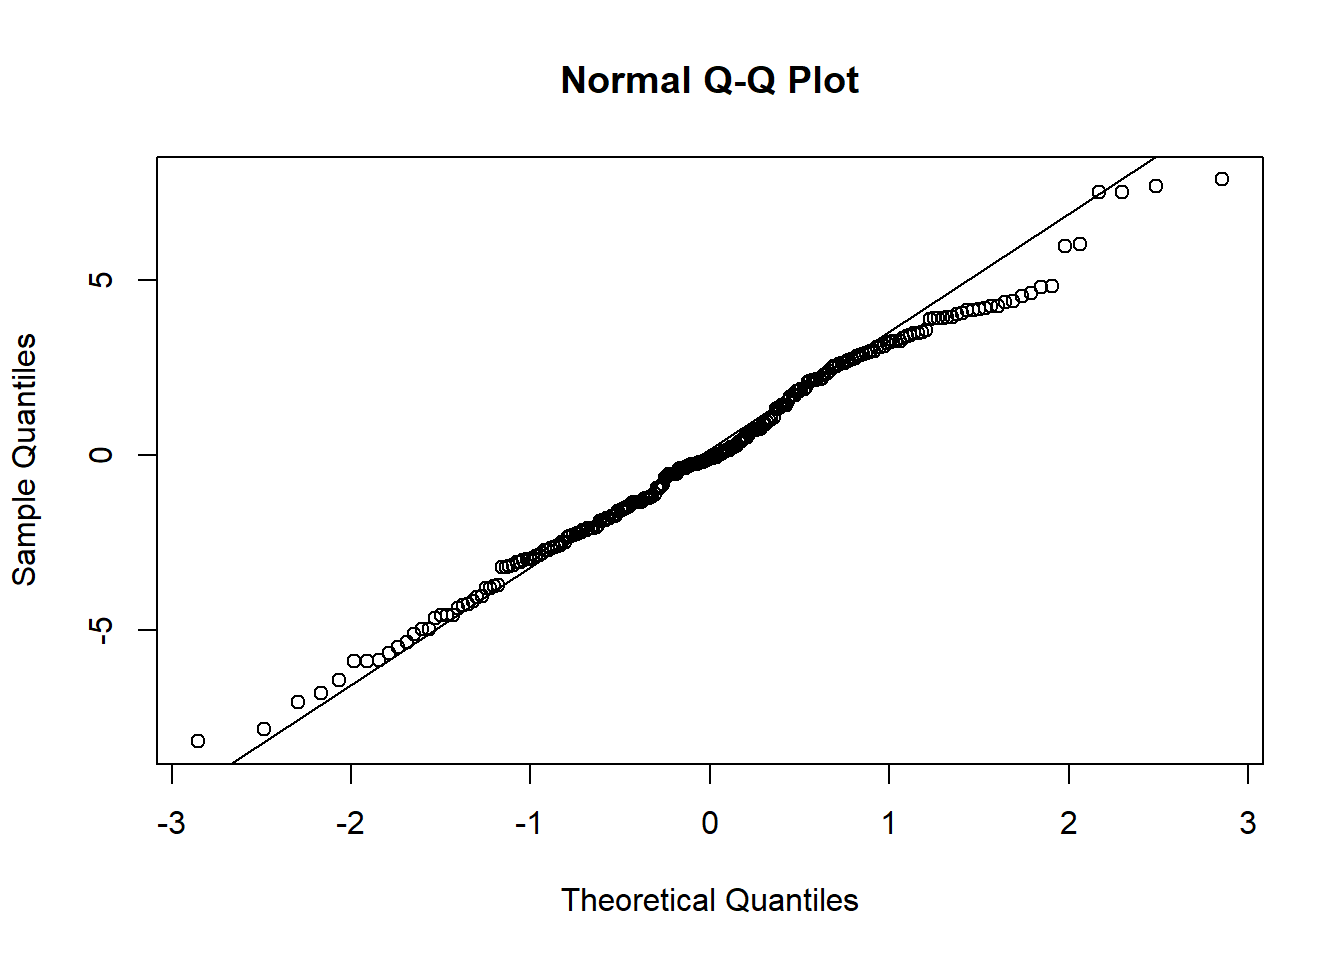 Normal Q-Q Plot
Sample Quantiles
5
0
-5
-3 -2 -1 0 1 2 3
Theoretical Quantiles